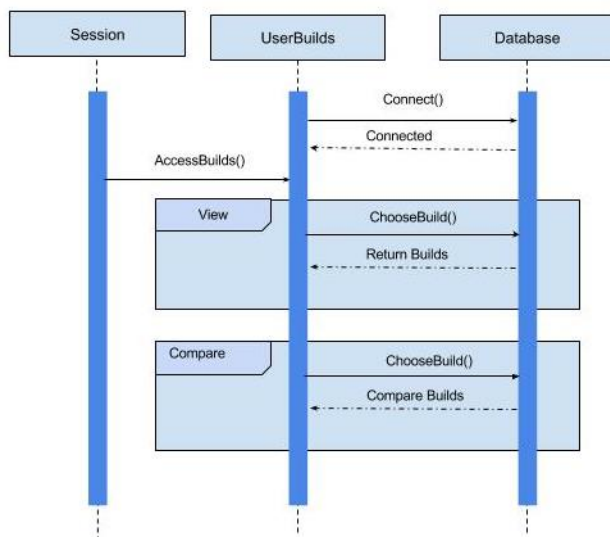 Session
UserBuilds
Database
Connect()
Connected
AccessBuilds()
View
ChooseBuild()
Return Builds
Compare
ChooseBuild()
Compare Builds